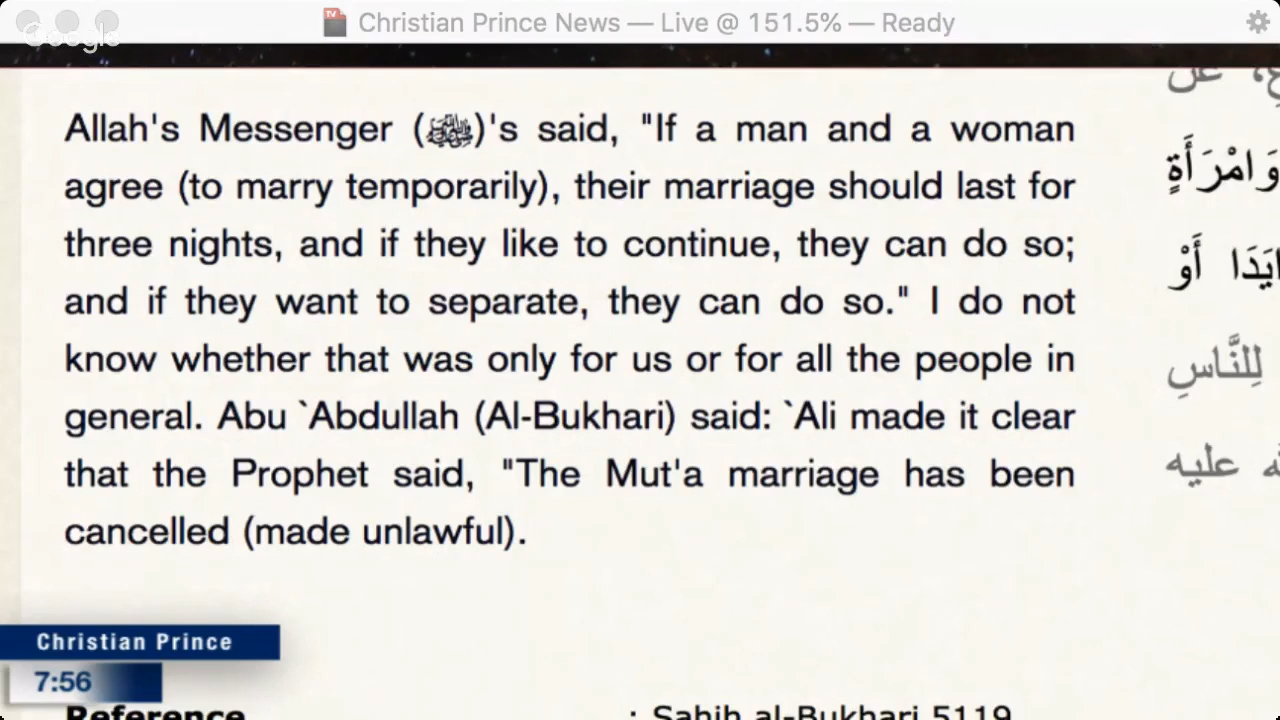 Christian Prince News — Live @ 151.5% — Ready
Google
Allah's Messenger (ﷺ)'s said, "If a man and a woman
agree (to marry temporarily), their marriage should last for
three nights, and if they like to continue, they can do so;
and if they want to separate, they can do so." I do not
know whether that was only for us or for all the people in
general. Abu `Abdullah (Al-Bukhari) said: `Ali made it clear
that the Prophet said, "The Mut'a marriage has been
cancelled (made unlawful).
وَامْرَأَةٍ
أَوْ
لِلنَّاسِ
عليه
Christian Prince
7:56
Reference : Sahih al-Bukhari 5119